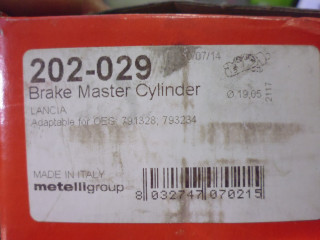 202-029
/07/14
Brake Master Cylinder
LANCIA
Ø 19,05
2117
Adaptable for OES: 791328, 793234
MADE IN ITALY
metelligroup
8 032747 070215